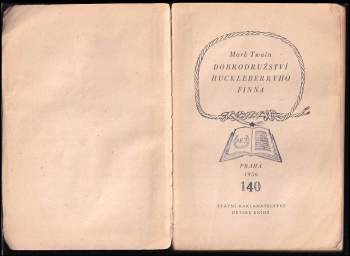 Mark Twain
DOBRODRUŽSTVÍ
HUCKLEBERRYHO
FINNA
PRAHA
1956
140
STÁTNÍ NAKLADATELSTVÍ
DĚTSKÉ KNIHY